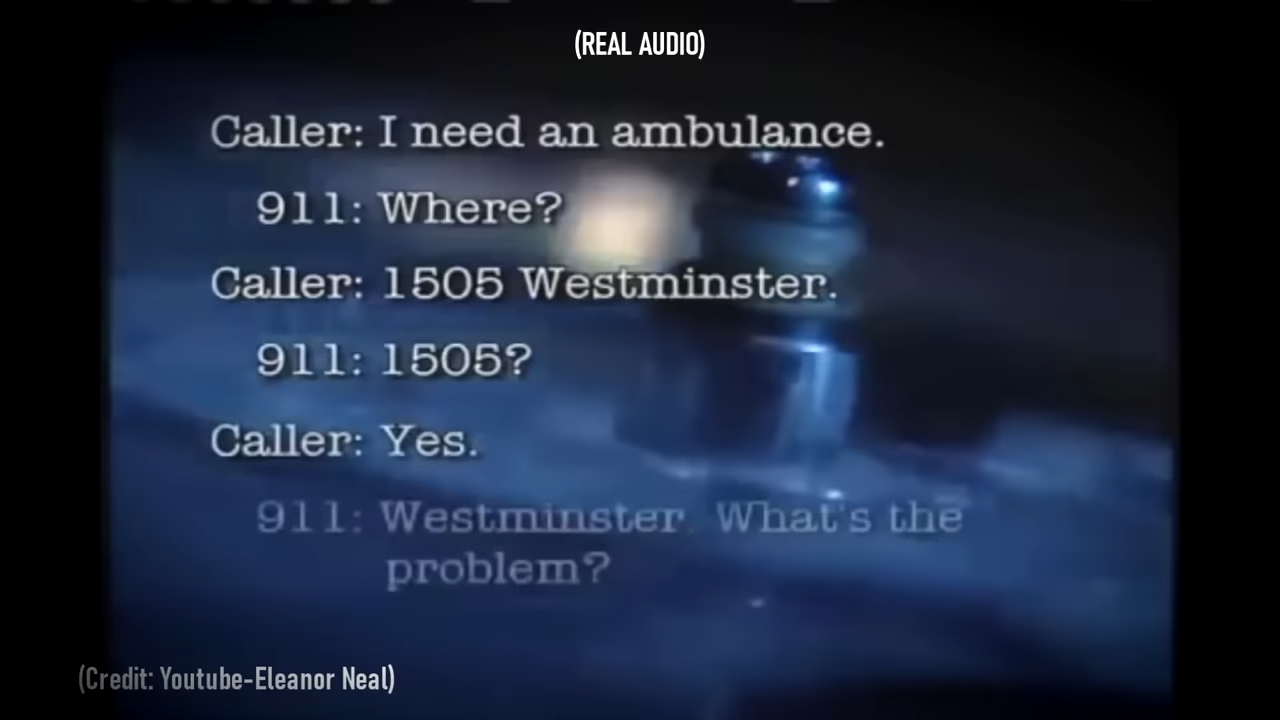 (REAL AUDIO)
Caller: I need an ambulance.
911: Where?
Caller: 1505 Westminster.
911: 1505?
Caller: Yes.
911: Westminster. What's the
problem?
(Credit: Youtube-Eleanor Neal)